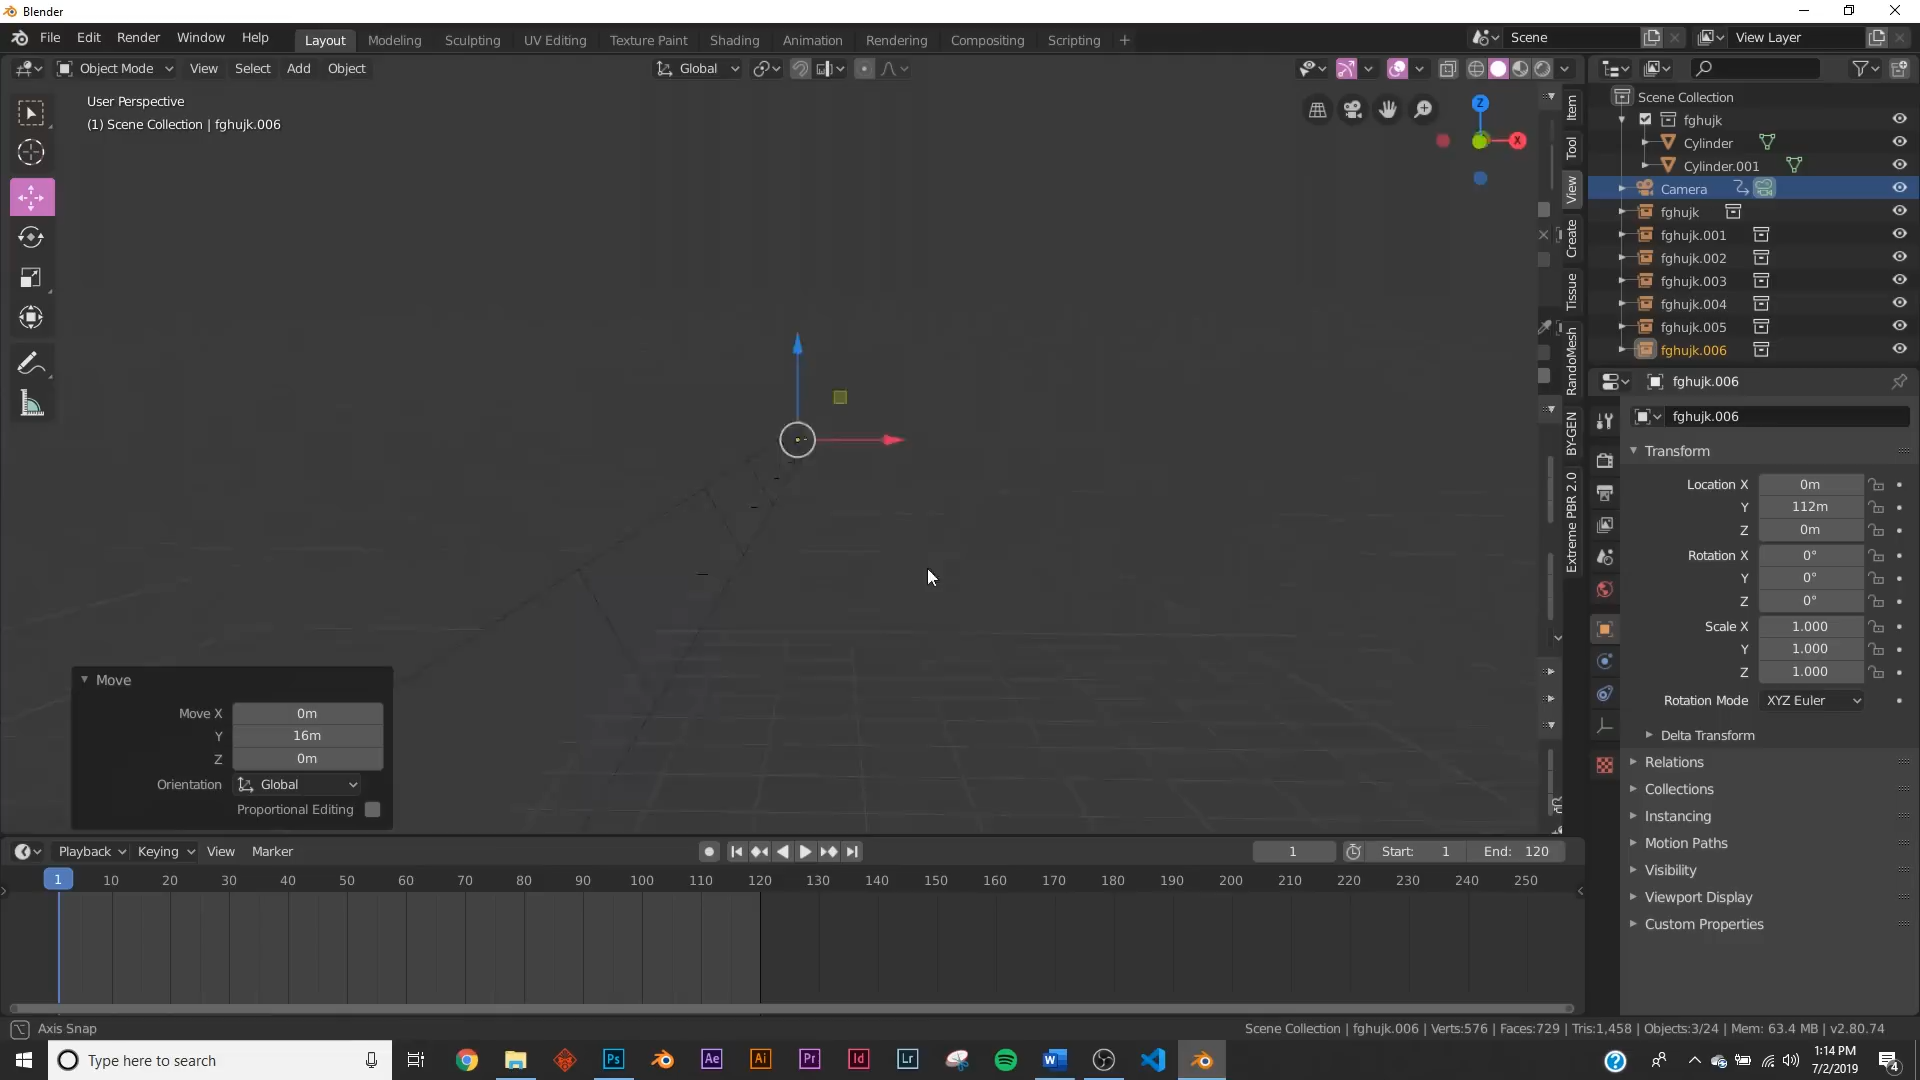 Blender
File Edit Render Window Help
Layout Modeling Sculpting UV Editing Texture Paint Shading Animation Rendering Compositing Scripting +
Scene
View Layer
Object Mode View Select Add Object
Global
User Perspective
(1) Scene Collection | fghujk.006
Z
X
Item
Tool
View
Create
Tissue
RandoMesh
BY-GEN
Extreme PBR 2.0
Scene Collection
fghujk
Cylinder
Cylinder.001
Camera
fghujk
fghujk.001
fghujk.002
fghujk.003
fghujk.004
fghujk.005
fghujk.006
fghujk.006
fghujk.006
Transform
Location X 0m
Y 112m
Z 0m
Rotation X 0°
Y 0°
Z 0°
Scale X 1.000
Y 1.000
Z 1.000
Rotation Mode XYZ Euler
Delta Transform
Relations
Collections
Instancing
Motion Paths
Visibility
Viewport Display
Custom Properties
Move
Move X 0m
Y 16m
Z 0m
Orientation Global
Proportional Editing
Playback Keying View Marker
1 Start: 1 End: 120
1 10 20 30 40 50 60 70 80 90 100 110 120 130 140 150 160 170 180 190 200 210 220 230 240 250
Axis Snap
Scene Collection | fghujk.006 | Verts:576 | Faces:729 | Tris:1,458 | Objects:3/24 | Mem: 63.4 MB | v2.80.74
Type here to search
Ps Ae Ai Pr Id Lr W
1:14 PM
7/2/2019
4